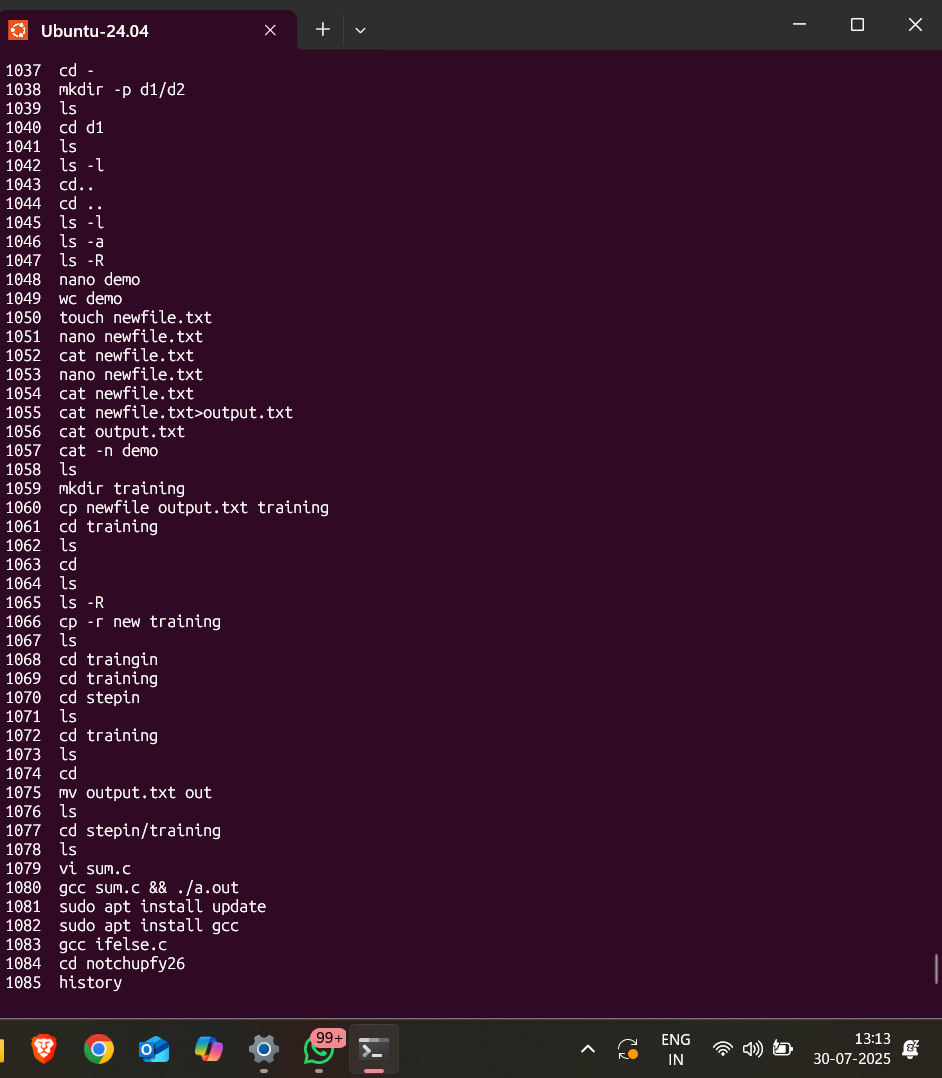 Ubuntu-24.04
1037  cd -
1038  mkdir -p d1/d2
1039  ls
1040  cd d1
1041  ls
1042  ls -l
1043  cd..
1044  cd ..
1045  ls -l
1046  ls -a
1047  ls -R
1048  nano demo
1049  wc demo
1050  touch newfile.txt
1051  nano newfile.txt
1052  cat newfile.txt
1053  nano newfile.txt
1054  cat newfile.txt
1055  cat newfile.txt>output.txt
1056  cat output.txt
1057  cat -n demo
1058  ls
1059  mkdir training
1060  cp newfile output.txt training
1061  cd training
1062  ls
1063  cd
1064  ls
1065  ls -R
1066  cp -r new training
1067  ls
1068  cd traingin
1069  cd training
1070  cd stepin
1071  ls
1072  cd training
1073  ls
1074  cd
1075  mv output.txt out
1076  ls
1077  cd stepin/training
1078  ls
1079  vi sum.c
1080  gcc sum.c && ./a.out
1081  sudo apt install update
1082  sudo apt install gcc
1083  gcc ifelse.c
1084  cd notchupfy26
1085  history
99+
ENG
IN
13:13
30-07-2025